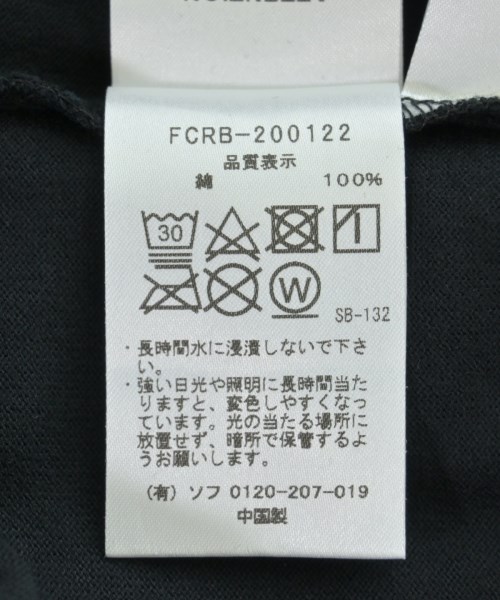 FCRB-200122
品質表示
綿 100%
30
W
SB-132
・長時間水に浸漬しないで下さ
い。
・強い日光や照明に長時間当た
りますと、変色しやすくなっ
ています。光の当たる場所に
放置せず、暗所で保管するよ
うお願いします。
(有) ソフ 0120-207-019
中国製